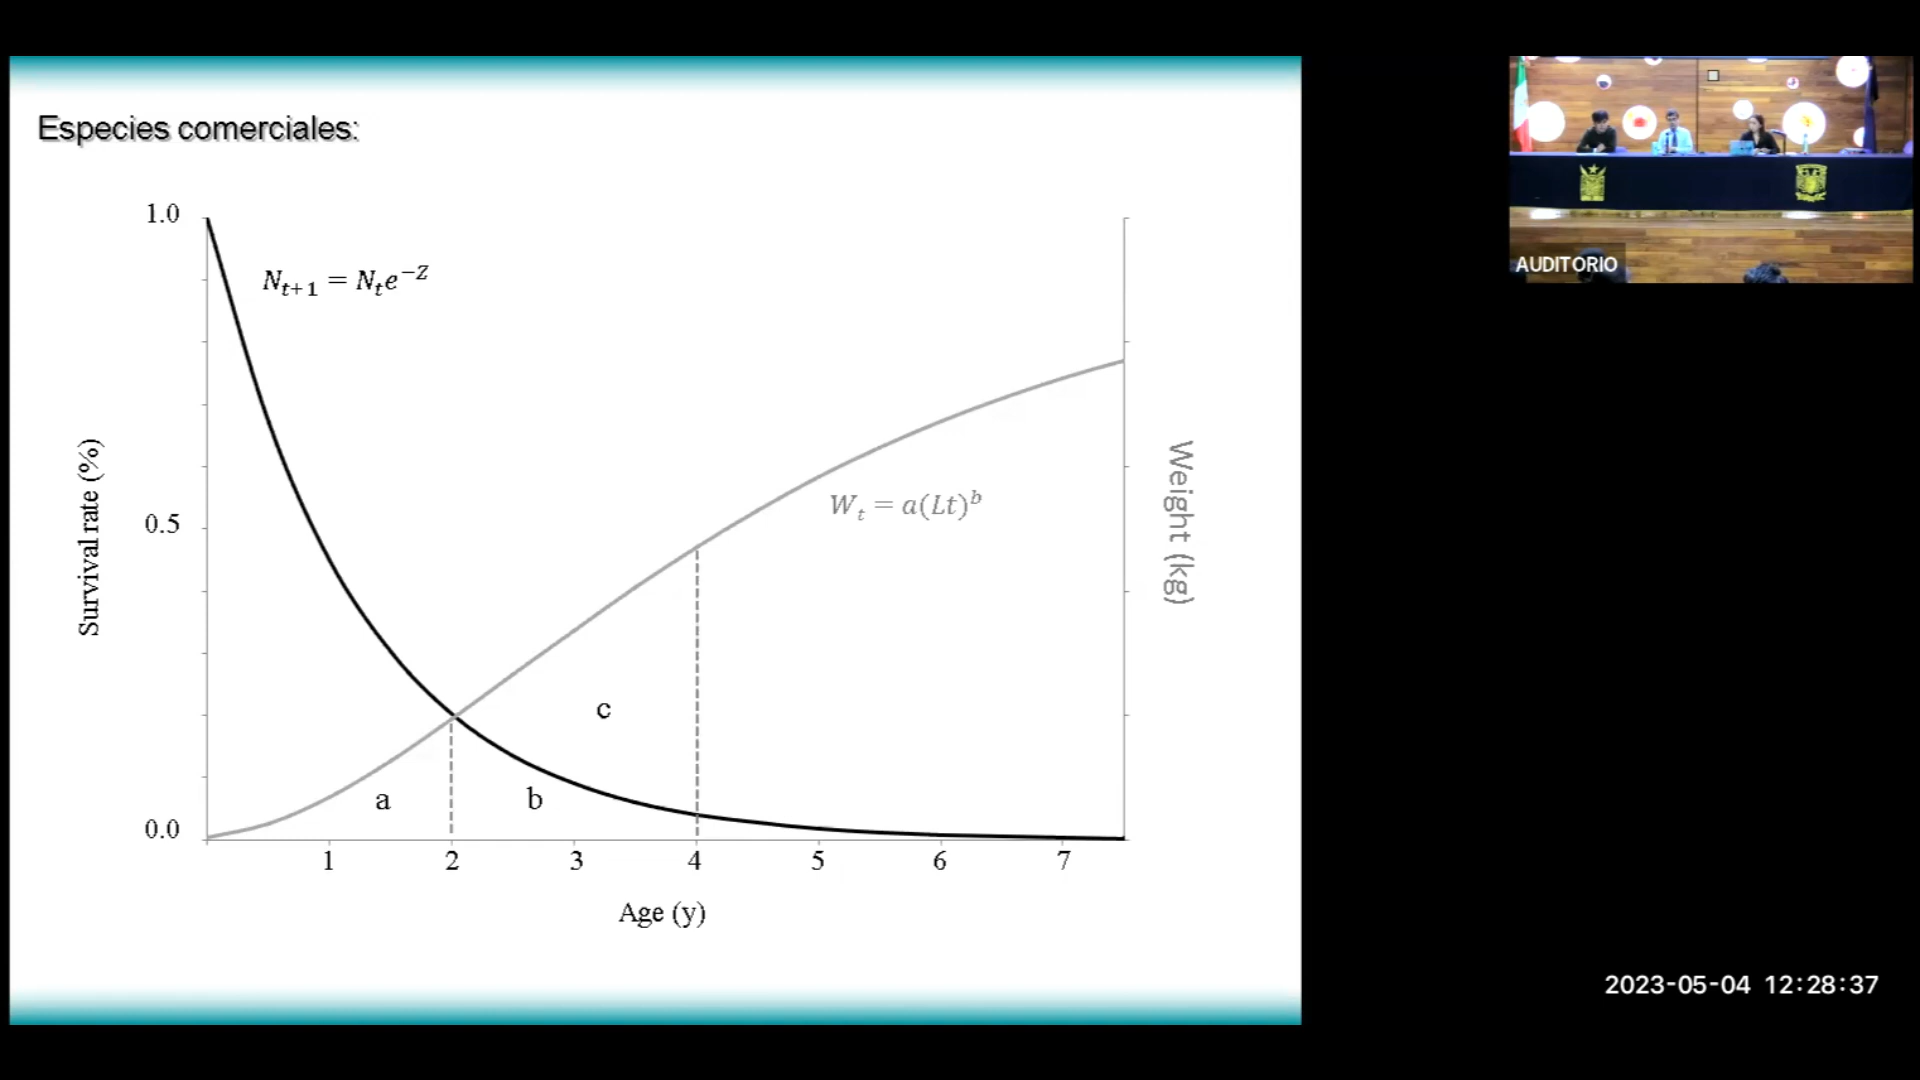 Especies comerciales:
1.0
0.5
0.0
Survival rate (%)
N_{t+1} = N_t e^{-Z}
W_t = a(Lt)^b
Weight (kg)
a
b
c
1 2 3 4 5 6 7
Age (y)
AUDITORIO
2023-05-04 12:28:37